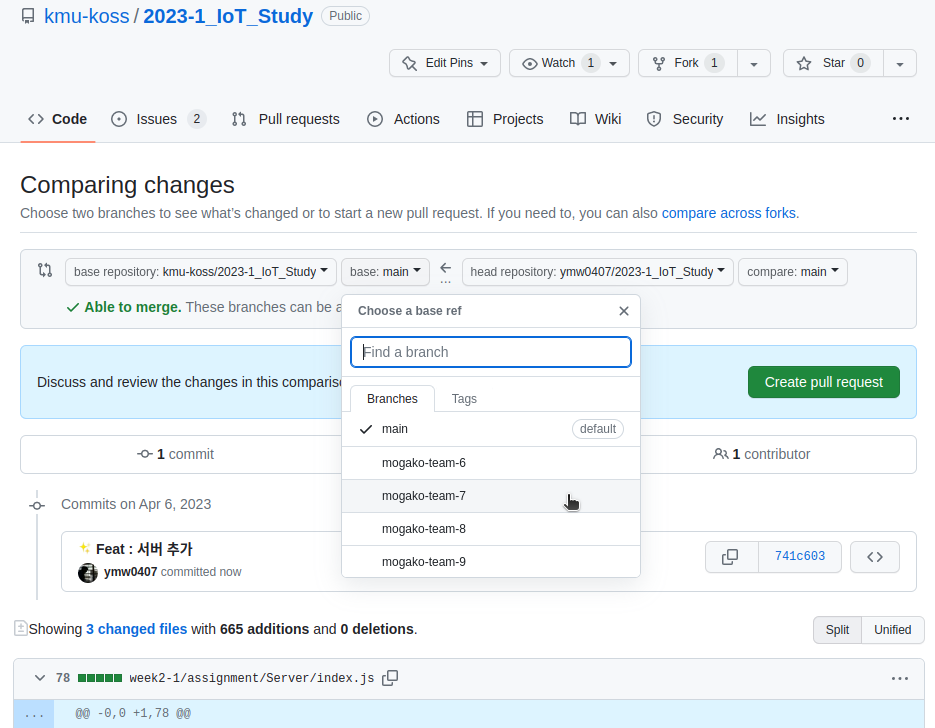 kmu-koss / 2023-1_IoT_Study Public
Edit Pins Watch 1 Fork 1 Star 0
Code Issues 2 Pull requests Actions Projects Wiki Security Insights ...
Comparing changes
Choose two branches to see what's changed or to start a new pull request. If you need to, you can also compare across forks.
base repository: kmu-koss/2023-1_IoT_Study base: main ... head repository: ymw0407/2023-1_IoT_Study compare: main
Able to merge. These branches can be a
Choose a base ref
Find a branch
Discuss and review the changes in this comparis
Create pull request
Branches Tags
main default
1 commit
1 contributor
mogako-team-6
mogako-team-7
Commits on Apr 6, 2023
mogako-team-8
Feat : 서버 추가
741c603
mogako-team-9
ymw0407 committed now
Showing 3 changed files with 665 additions and 0 deletions.
Split Unified
78 week2-1/assignment/Server/index.js ...
... @@ -0,0 +1,78 @@